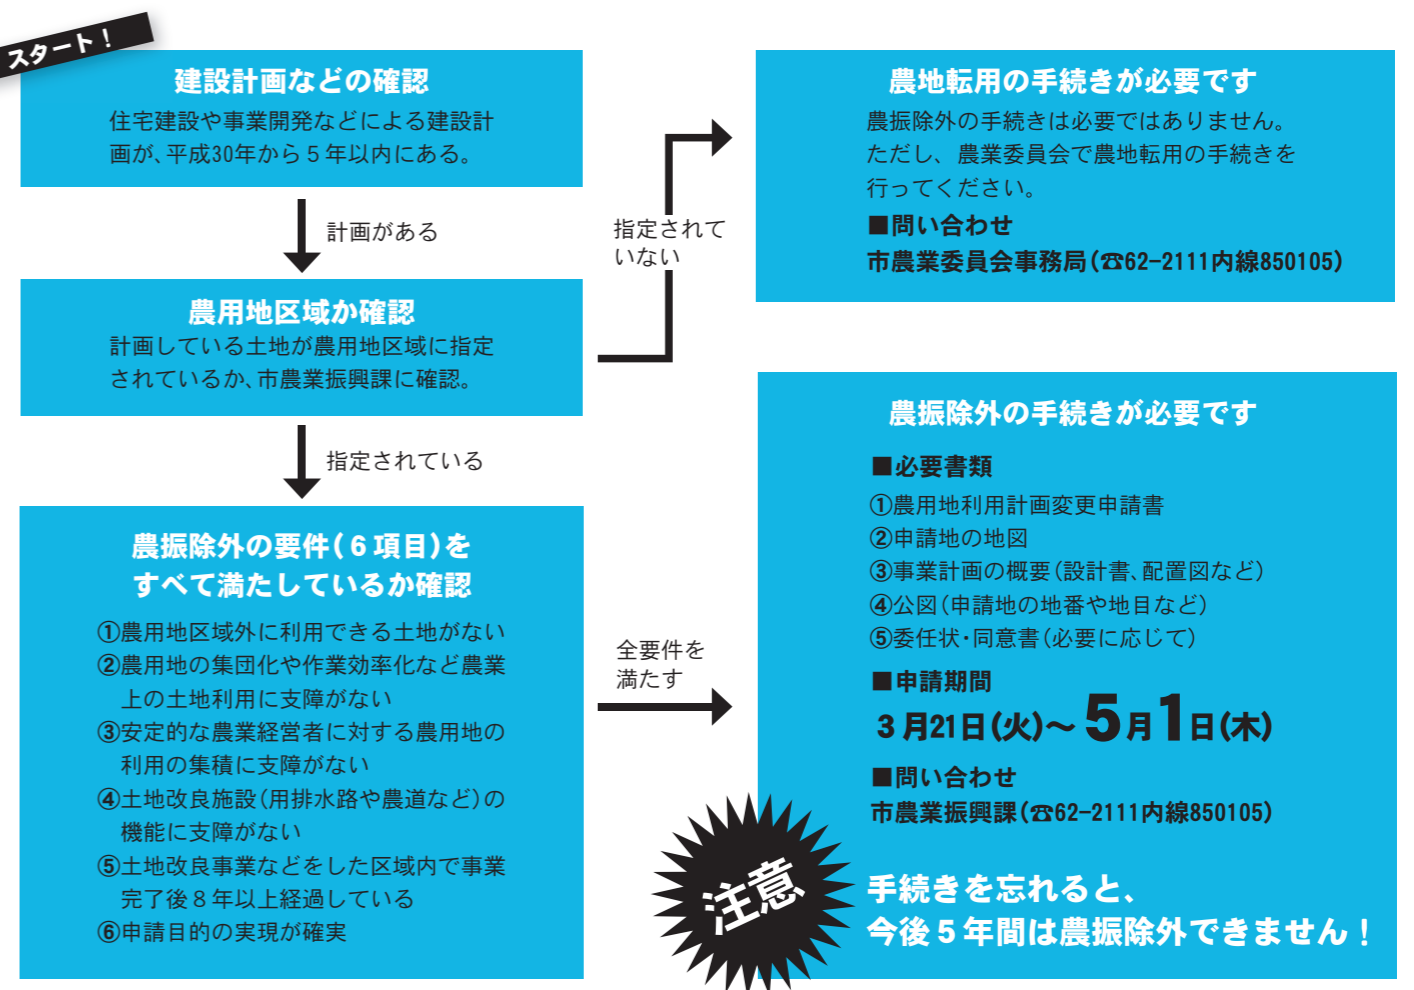 スタート！
建設計画などの確認
住宅建設や事業開発などによる建設計
画が、平成30年から５年以内にある。
計画がある
農用地区域か確認
計画している土地が農用地区域に指定
されているか、市農業振興課に確認。
指定されて
いない
農地転用の手続きが必要です
農振除外の手続きは必要ではありません。
ただし、農業委員会で農地転用の手続きを
行ってください。
■問い合わせ
市農業委員会事務局（☎62−2111内線850105）
指定されている
農振除外の要件（６項目）を
すべて満たしているか確認
①農用地区域外に利用できる土地がない
②農用地の集団化や作業効率化など農業
上の土地利用に支障がない
③安定的な農業経営者に対する農用地の
利用の集積に支障がない
④土地改良施設（用排水路や農道など）の
機能に支障がない
⑤土地改良事業などをした区域内で事業
完了後８年以上経過している
⑥申請目的の実現が確実
全要件を
満たす
農振除外の手続きが必要です
■必要書類
①農用地利用計画変更申請書
②申請地の地図
③事業計画の概要（設計書、配置図など）
④公図（申請地の地番や地目など）
⑤委任状・同意書（必要に応じて）
■申請期間
３月21日（火）〜５月１日（木）
■問い合わせ
市農業振興課（☎62−2111内線850105）
注意
手続きを忘れると、
今後５年間は農振除外できません！